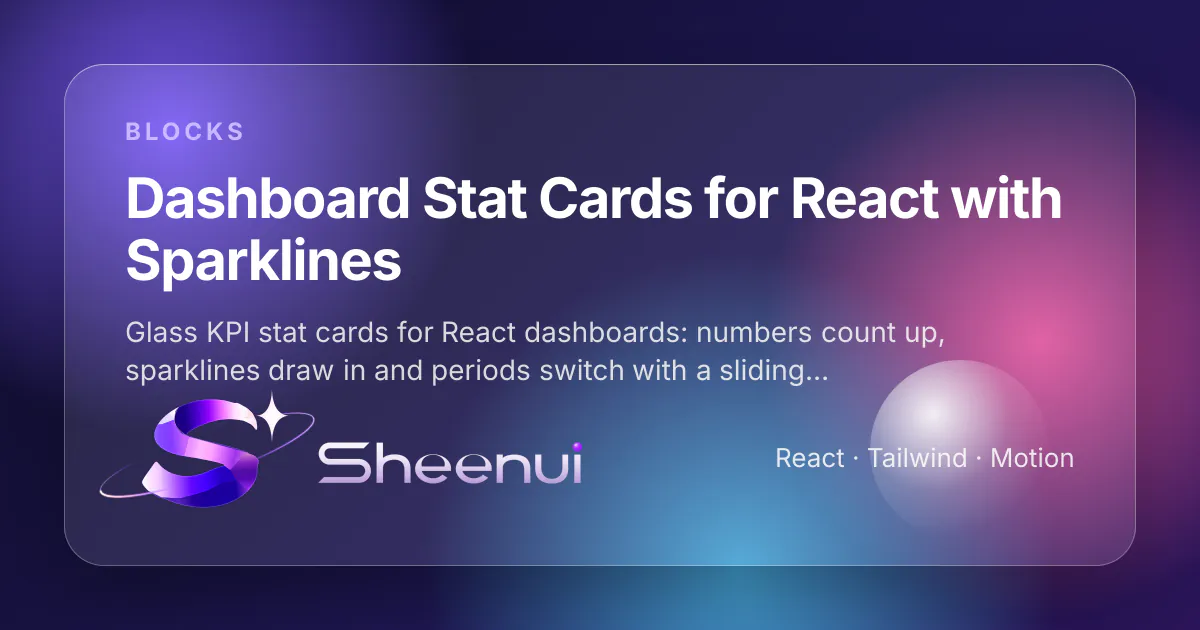 BLOCKS
Dashboard Stat Cards for React with
Sparklines
Glass KPI stat cards for React dashboards: numbers count up,
sparklines draw in and periods switch with a sliding...
Sheenui
React · Tailwind · Motion